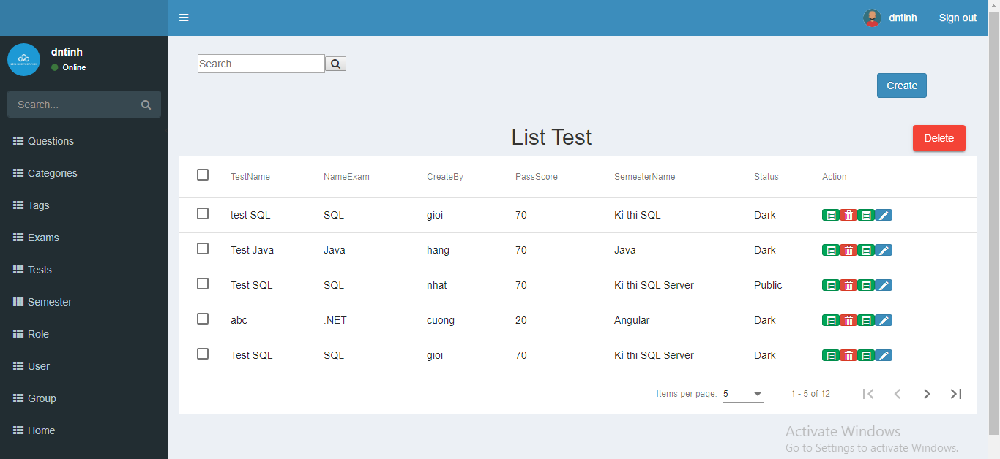 dntinh Sign out
dntinh
Online
Search...
Questions
Categories
Tags
Exams
Tests
Semester
Role
User
Group
Home
Search..
Create
List Test
Delete
TestName NameExam CreateBy PassScore SemesterName Status Action
test SQL SQL gioi 70 Kì thi SQL Dark
Test Java Java hang 70 Java Dark
Test SQL SQL nhat 70 Kì thi SQL Server Public
abc .NET cuong 20 Angular Dark
Test SQL SQL gioi 70 Kì thi SQL Server Dark
Items per page: 5 1 - 5 of 12
Activate Windows
Go to Settings to activate Windows.